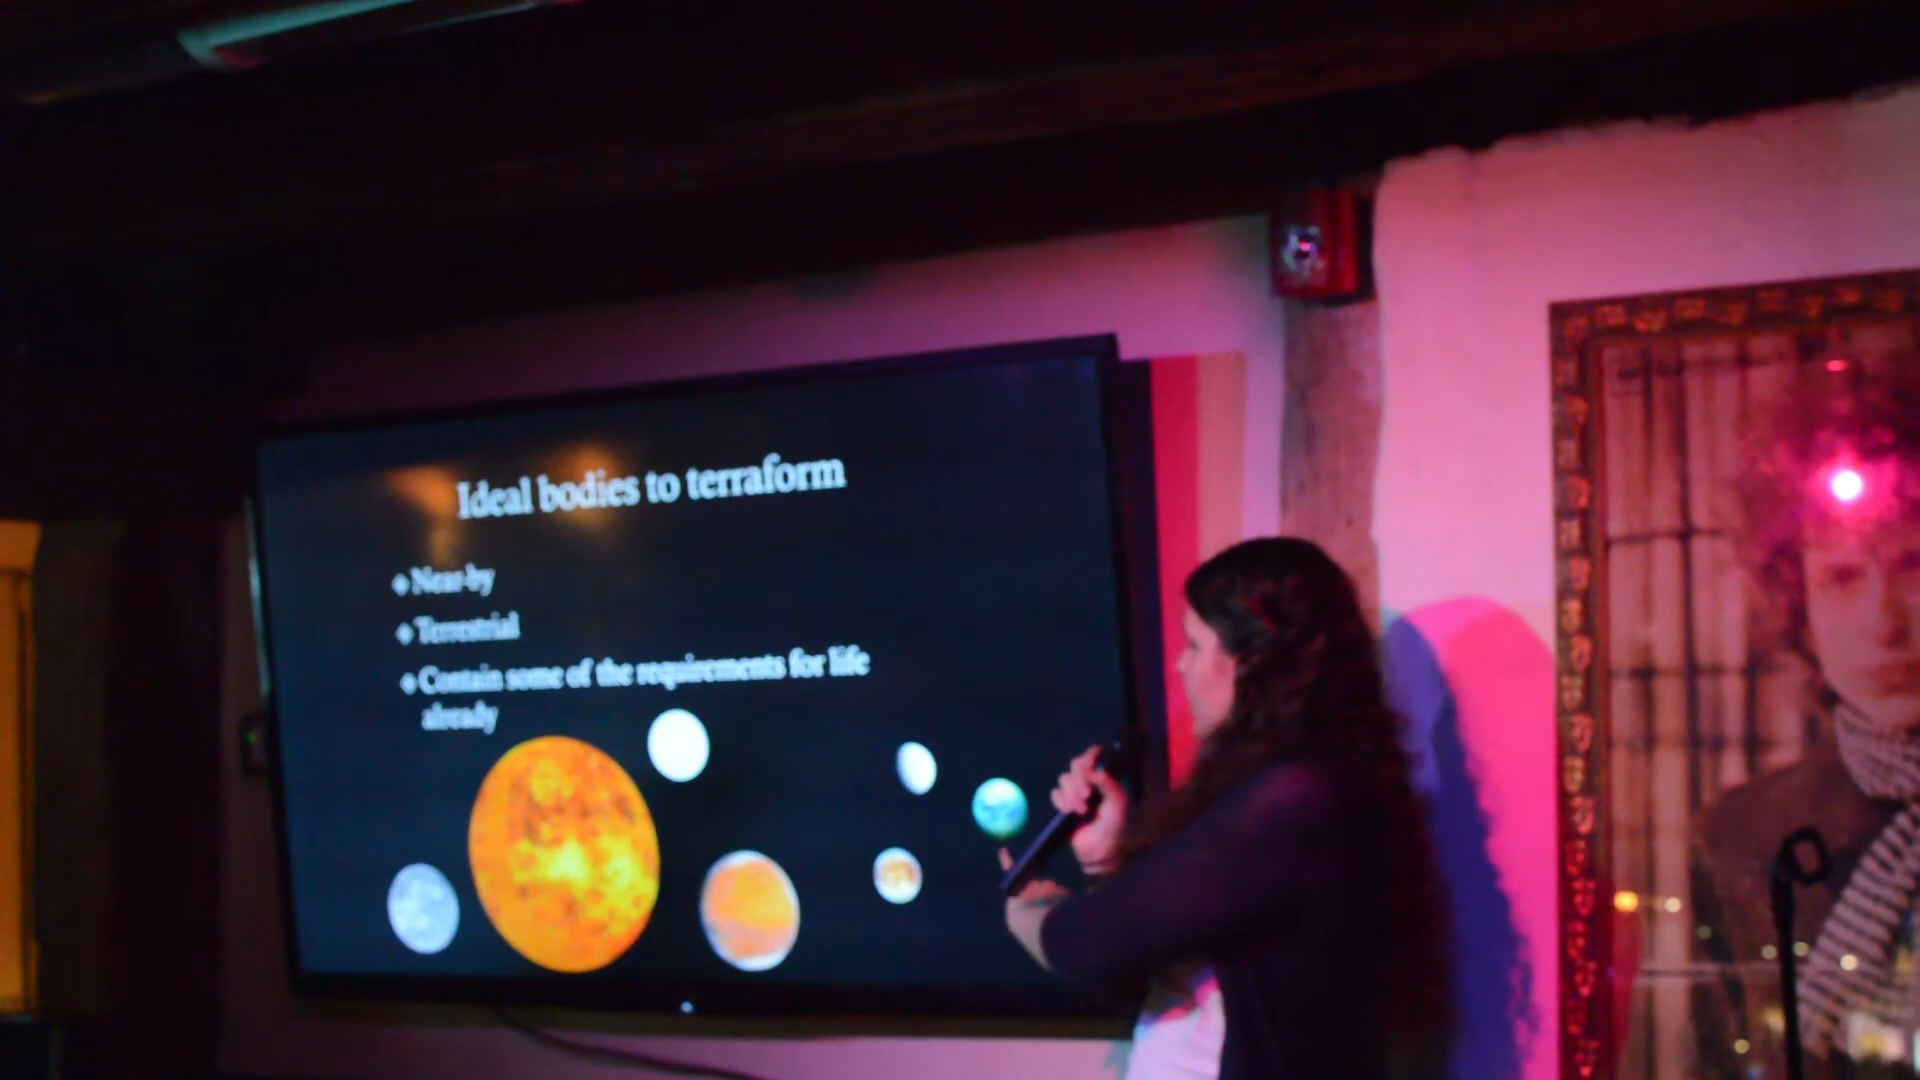 Ideal bodies to terraform
Near-by
Terrestrial
Contain some of the requirements for life
already